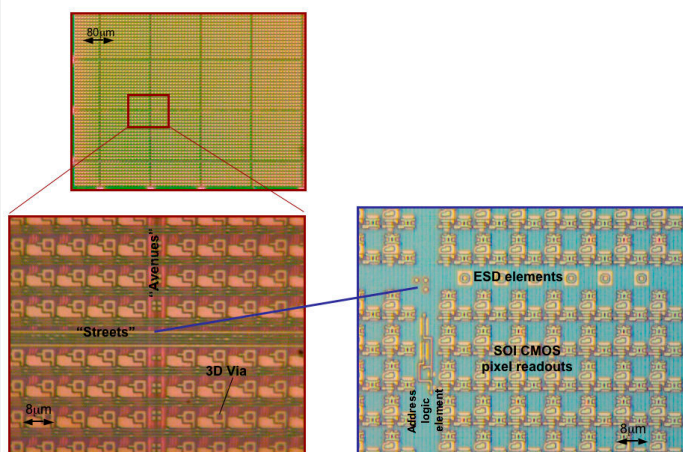 80μm
"Avenues"
"Streets"
3D Via
8μm
ESD elements
SOI CMOS
pixel readouts
Address
logic
element
8μm